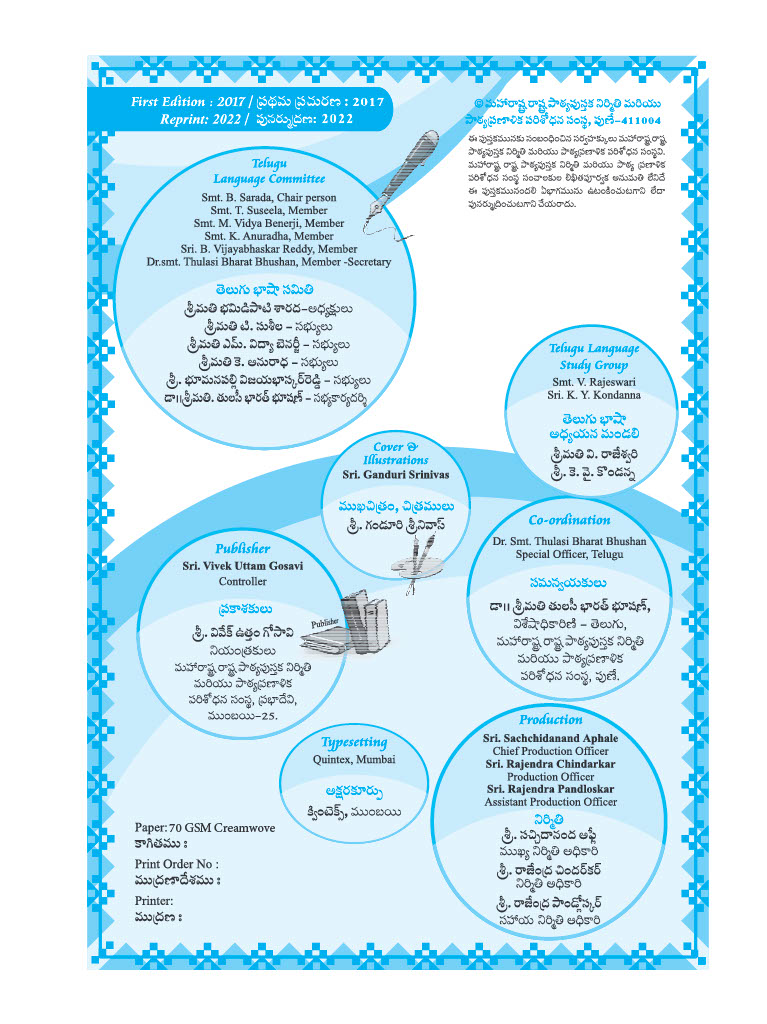 First Edition : 2017 / ప్రథమ ప్రచురణ : 2017
Reprint: 2022 / పునర్ముద్రణ: 2022
© మహారాష్ట్ర రాష్ట్ర పాఠ్యపుస్తక నిర్మితి మరియు
పాఠ్యప్రణాళిక పరిశోధన సంస్థ, పుణే-411004
ఈ పుస్తకమునకు సంబంధించిన సర్వహక్కులు మహారాష్ట్ర రాష్ట్ర
పాఠ్యపుస్తక నిర్మితి మరియు పాఠ్యప్రణాళిక పరిశోధన సంస్థవి.
మహారాష్ట్ర రాష్ట్ర పాఠ్యపుస్తక నిర్మితి మరియు పాఠ్య ప్రణాళిక
పరిశోధన సంస్థ సంచాలకుల లిఖితపూర్వక అనుమతి లేనిదే
ఈ పుస్తకమునందలి ఏభాగమును ఉటంకించుటగాని లేదా
పునర్ముద్రించుటగాని చేయరాదు.
Telugu
Language Committee
Smt. B. Sarada, Chair person
Smt. T. Suseela, Member
Smt. M. Vidya Benerji, Member
Smt. K. Anuradha, Member
Sri. B. Vijayabhaskar Reddy, Member
Dr.smt. Thulasi Bharat Bhushan, Member -Secretary
తెలుగు భాషా సమితి
శ్రీమతి భమిడిపాటి శారద-అధ్యక్షులు
శ్రీమతి టి. సుశీల - సభ్యులు
శ్రీమతి ఎమ్. విద్యా బెనర్జీ - సభ్యులు
శ్రీమతి కె. అనురాధ - సభ్యులు
శ్రీ. భూమనపల్లి విజయభాస్కర్‌రెడ్డి - సభ్యులు
డా॥శ్రీమతి. తులసీ భారత్ భూషణ్ - సభ్యకార్యదర్శి
Telugu Language
Study Group
Smt. V. Rajeswari
Sri. K. Y. Kondanna
తెలుగు భాషా
అధ్యయన మండలి
శ్రీమతి వి. రాజేశ్వరి
శ్రీ. కె. వై. కొండన్న
Cover &
Illustrations
Sri. Ganduri Srinivas
ముఖచిత్రం, చిత్రములు
శ్రీ. గండూరి శ్రీనివాస్
Co-ordination
Dr. Smt. Thulasi Bharat Bhushan
Special Officer, Telugu
సమన్వయకులు
డా॥ శ్రీమతి తులసీ భారత్ భూషణ్,
విశేషాధికారిణి - తెలుగు,
మహారాష్ట్ర రాష్ట్ర పాఠ్యపుస్తక నిర్మితి
మరియు పాఠ్యప్రణాళిక
పరిశోధన సంస్థ, పుణే.
Publisher
Sri. Vivek Uttam Gosavi
Controller
ప్రకాశకులు
శ్రీ. వివేక్ ఉత్తం గోసావి
నియంత్రకులు
మహారాష్ట్ర రాష్ట్ర పాఠ్యపుస్తక నిర్మితి
మరియు పాఠ్యప్రణాళిక
పరిశోధన సంస్థ, ప్రభాదేవి,
ముంబయి-25.
Publisher
Typesetting
Quintex, Mumbai
అక్షరకూర్పు
క్వింటెక్స్, ముంబయి
Production
Sri. Sachchidanand Aphale
Chief Production Officer
Sri. Rajendra Chindarkar
Production Officer
Sri. Rajendra Pandloskar
Assistant Production Officer
నిర్మితి
శ్రీ. సచ్చిదానంద ఆఫ్లే
ముఖ్య నిర్మితి అధికారి
శ్రీ. రాజేంద్ర చిందర్‌కర్
నిర్మితి అధికారి
శ్రీ. రాజేంద్ర పాండ్లోస్కర్
సహాయ నిర్మితి అధికారి
Paper: 70 GSM Creamwove
కాగితము :
Print Order No :
ముద్రణాదేశము :
Printer:
ముద్రణ :